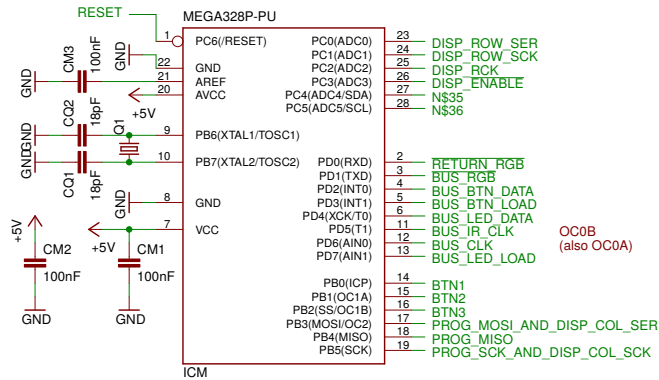 RESET
MEGA328P-PU
1 PC6(/RESET) PC0(ADC0) 23 DISP_ROW_SER
PC1(ADC1) 24 DISP_ROW_SCK
GND 22 GND PC2(ADC2) 25 DISP_RCK
CM3 100nF GND 21 AREF PC3(ADC3) 26 DISP_ENABLE
+5V 20 AVCC PC4(ADC4/SDA) 27 N$35
PC5(ADC5/SCL) 28 N$36
GND CQ2 18pF Q1 9 PB6(XTAL1/TOSC1)
GND CQ1 18pF 10 PB7(XTAL2/TOSC2) PD0(RXD) 2 RETURN_RGB
PD1(TXD) 3 BUS_RGB
PD2(INT0) 4 BUS_BTN_DATA
GND 8 GND PD3(INT1) 5 BUS_BTN_LOAD
PD4(XCK/T0) 6 BUS_LED_DATA
+5V +5V 7 VCC PD5(T1) 11 BUS_IR_CLK OC0B
PD6(AIN0) 12 BUS_CLK (also OC0A)
CM2 CM1 PD7(AIN1) 13 BUS_LED_LOAD
100nF 100nF
PB0(ICP) 14 BTN1
PB1(OC1A) 15 BTN2
GND GND PB2(SS/OC1B) 16 BTN3
PB3(MOSI/OC2) 17 PROG_MOSI_AND_DISP_COL_SER
PB4(MISO) 18 PROG_MISO
PB5(SCK) 19 PROG_SCK_AND_DISP_COL_SCK
ICM